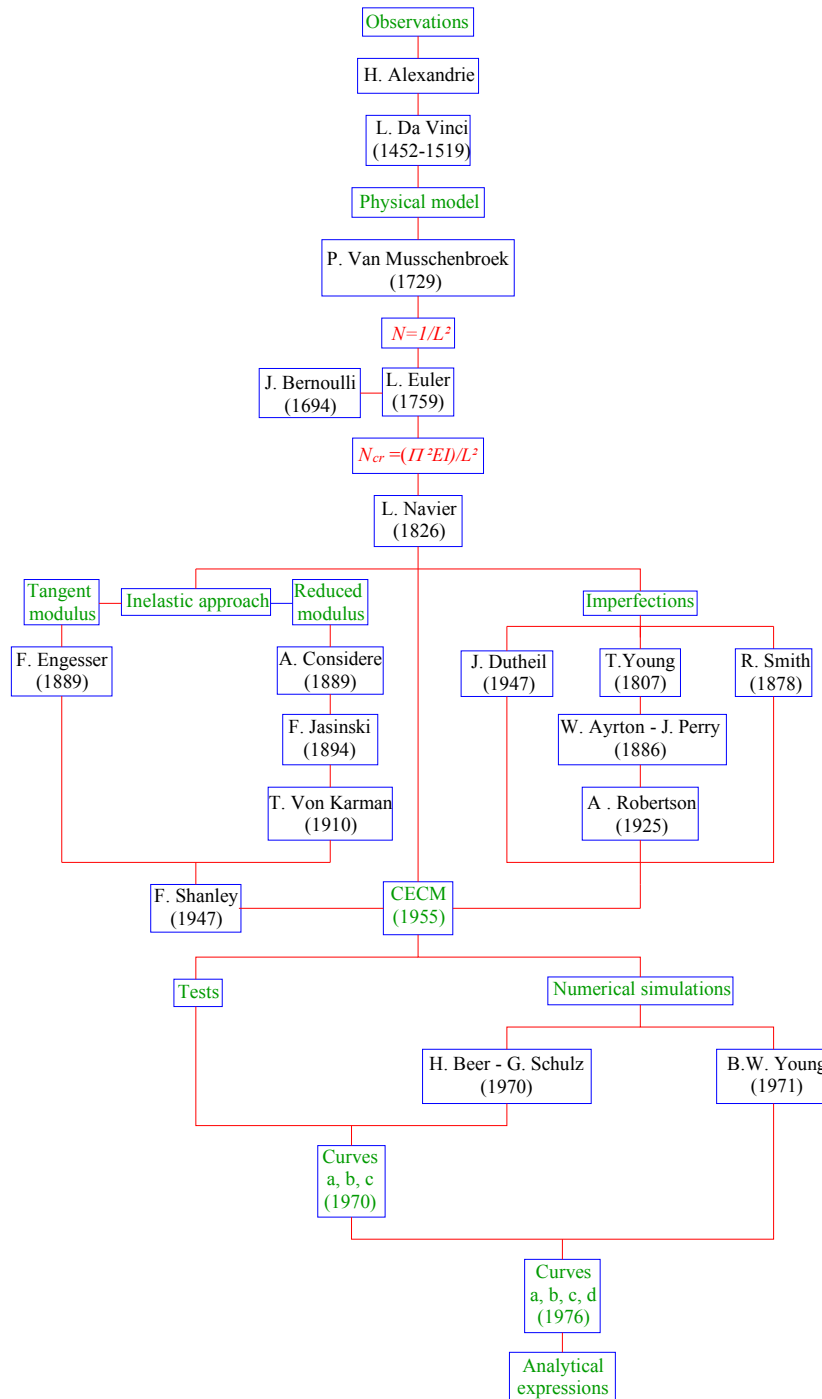 Observations
H. Alexandrie
L. Da Vinci
(1452-1519)
Physical model
P. Van Musschenbroek
(1729)
N=1/L²
J. Bernoulli
(1694)
L. Euler
(1759)
N_cr =(Π²EI)/L²
L. Navier
(1826)
Tangent
modulus
Inelastic approach
Reduced
modulus
Imperfections
F. Engesser
(1889)
A. Considere
(1889)
J. Dutheil
(1947)
T.Young
(1807)
R. Smith
(1878)
F. Jasinski
(1894)
W. Ayrton - J. Perry
(1886)
T. Von Karman
(1910)
A . Robertson
(1925)
F. Shanley
(1947)
CECM
(1955)
Tests
Numerical simulations
H. Beer - G. Schulz
(1970)
B.W. Young
(1971)
Curves
a, b, c
(1970)
Curves
a, b, c, d
(1976)
Analytical
expressions